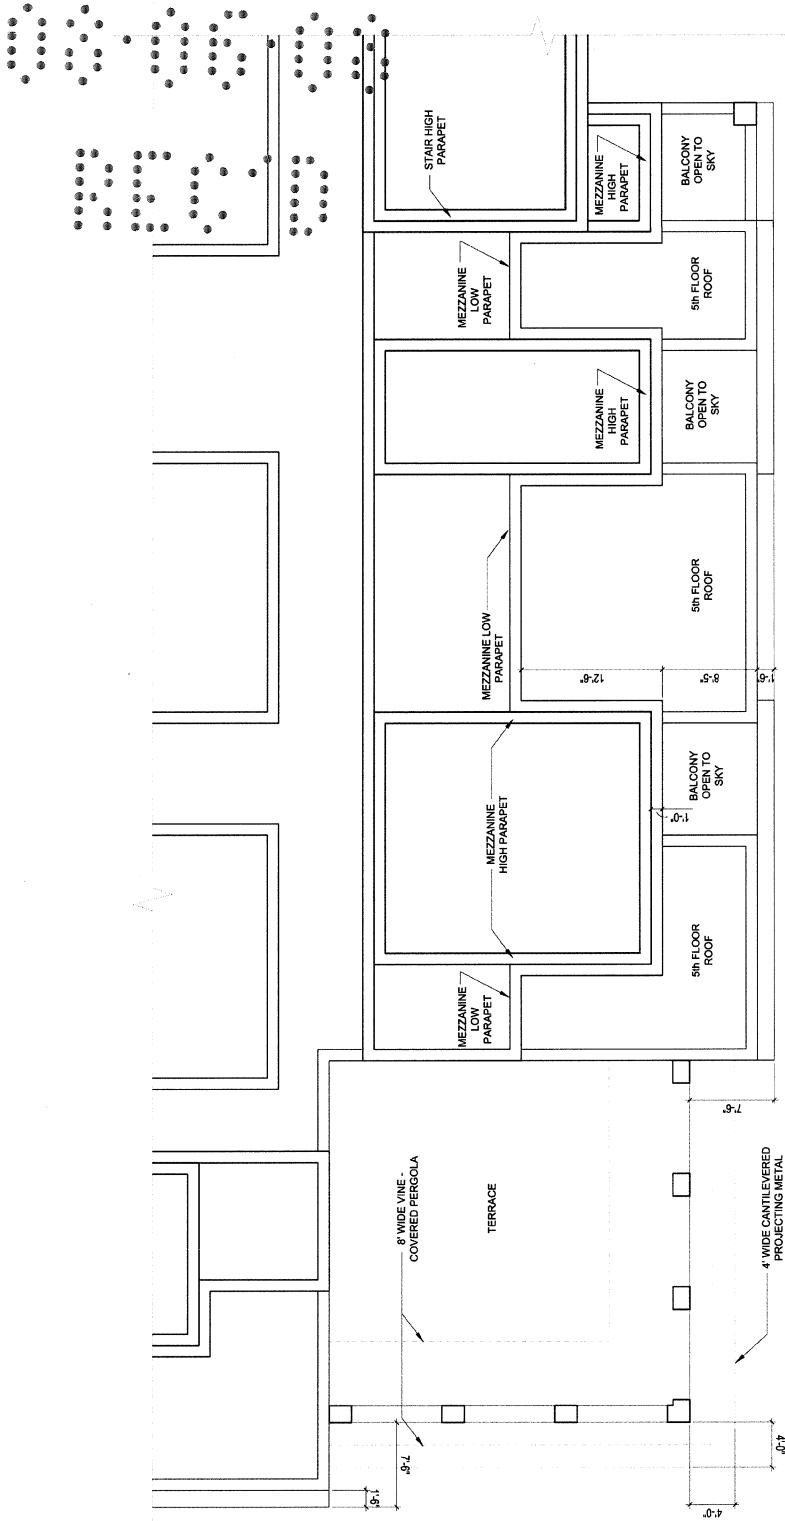 08-06
REC'D
STAIR HIGH
PARAPET
MEZZANINE
HIGH
PARAPET
BALCONY
OPEN TO
SKY
MEZZANINE
LOW
PARAPET
5th FLOOR
ROOF
MEZZANINE
HIGH
PARAPET
BALCONY
OPEN TO
SKY
MEZZANINE LOW
PARAPET
5th FLOOR
ROOF
12'-6"
8'-5"
1'-6"
MEZZANINE
HIGH PARAPET
BALCONY
OPEN TO
SKY
1'-0"
MEZZANINE
LOW
PARAPET
5th FLOOR
ROOF
7'-6"
8' WIDE VINE -
COVERED PERGOLA
TERRACE
4' WIDE CANTILEVERED
PROJECTING METAL
4'-0"
7'-6"
1'-6"
4'-0"